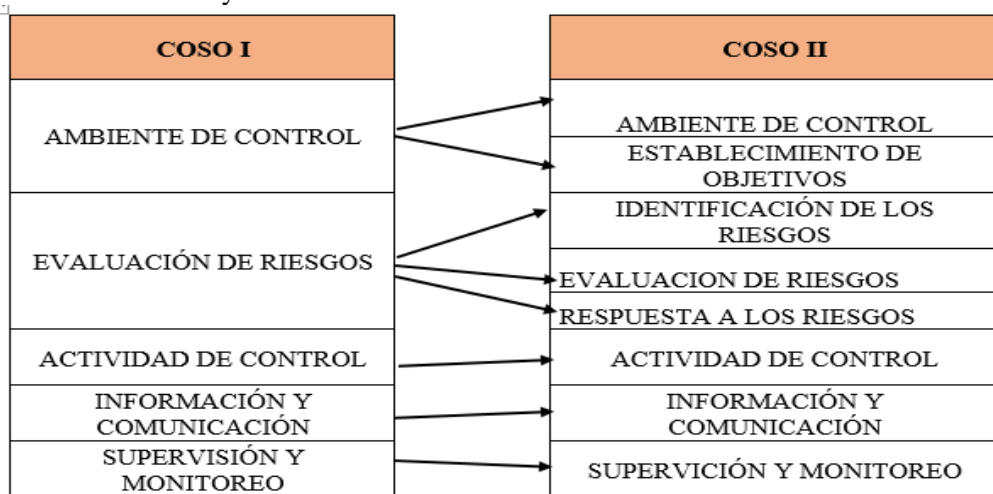 COSO I
AMBIENTE DE CONTROL
EVALUACIÓN DE RIESGOS
ACTIVIDAD DE CONTROL
INFORMACIÓN Y
COMUNICACIÓN
SUPERVISIÓN Y
MONITOREO
COSO II
AMBIENTE DE CONTROL
ESTABLECIMIENTO DE
OBJETIVOS
IDENTIFICACIÓN DE LOS
RIESGOS
EVALUACION DE RIESGOS
RESPUESTA A LOS RIESGOS
ACTIVIDAD DE CONTROL
INFORMACIÓN Y
COMUNICACIÓN
SUPERVICIÓN Y MONITOREO